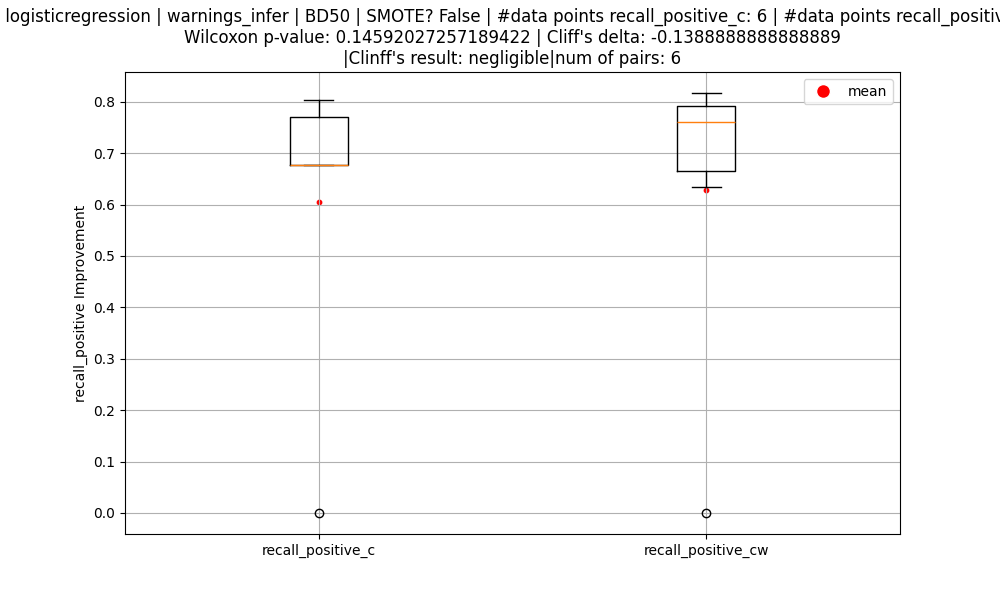 logisticregression | warnings_infer | BD50 | SMOTE? False | #data points recall_positive_c: 6 | #data points
Wilcoxon p-value: 0.14592027257189422 | Cliff's delta: -0.1388888888888889
|Clinff's result: negligible|num of pairs: 6
mean
0.8
0.7
0.6
0.5
0.4
0.3
0.2
0.1
0.0
recall_positive Improvement
recall_positive_c
recall_positive_cw